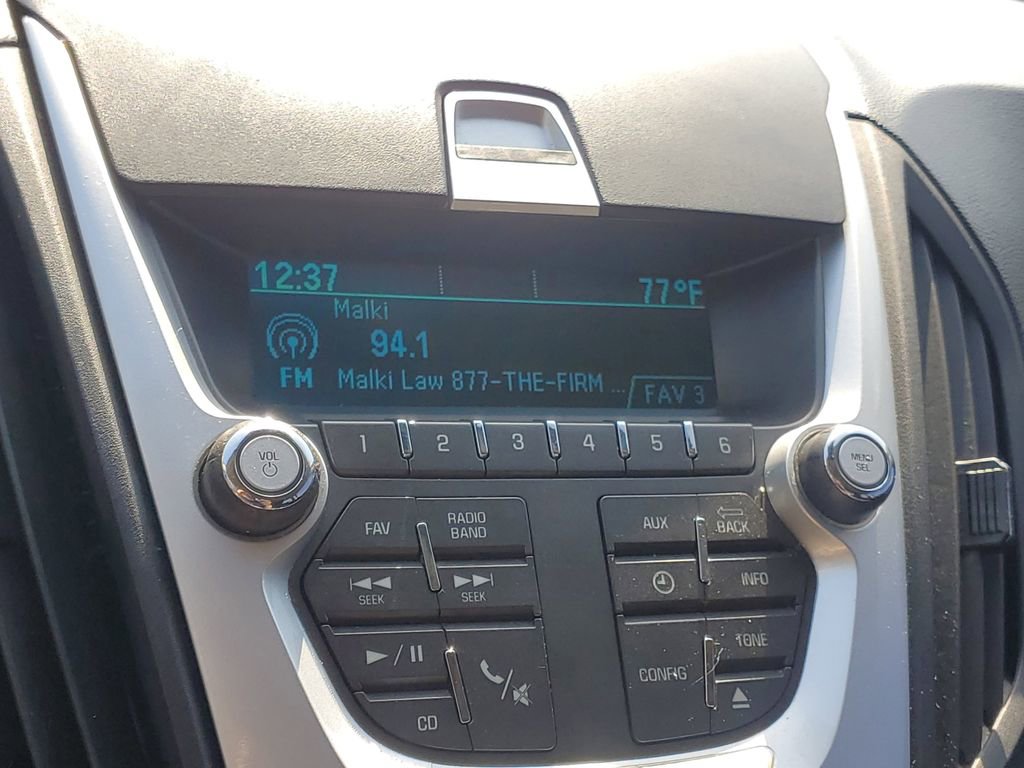 12:37 77°F
Malki
94.1
FM Malki Law 877-THE-FIRM ... FAV 3
1 2 3 4 5 6
VOL
MENU
SEL
FAV
RADIO
BAND
AUX
BACK
SEEK
SEEK
INFO
TONE
CONFIG
CD